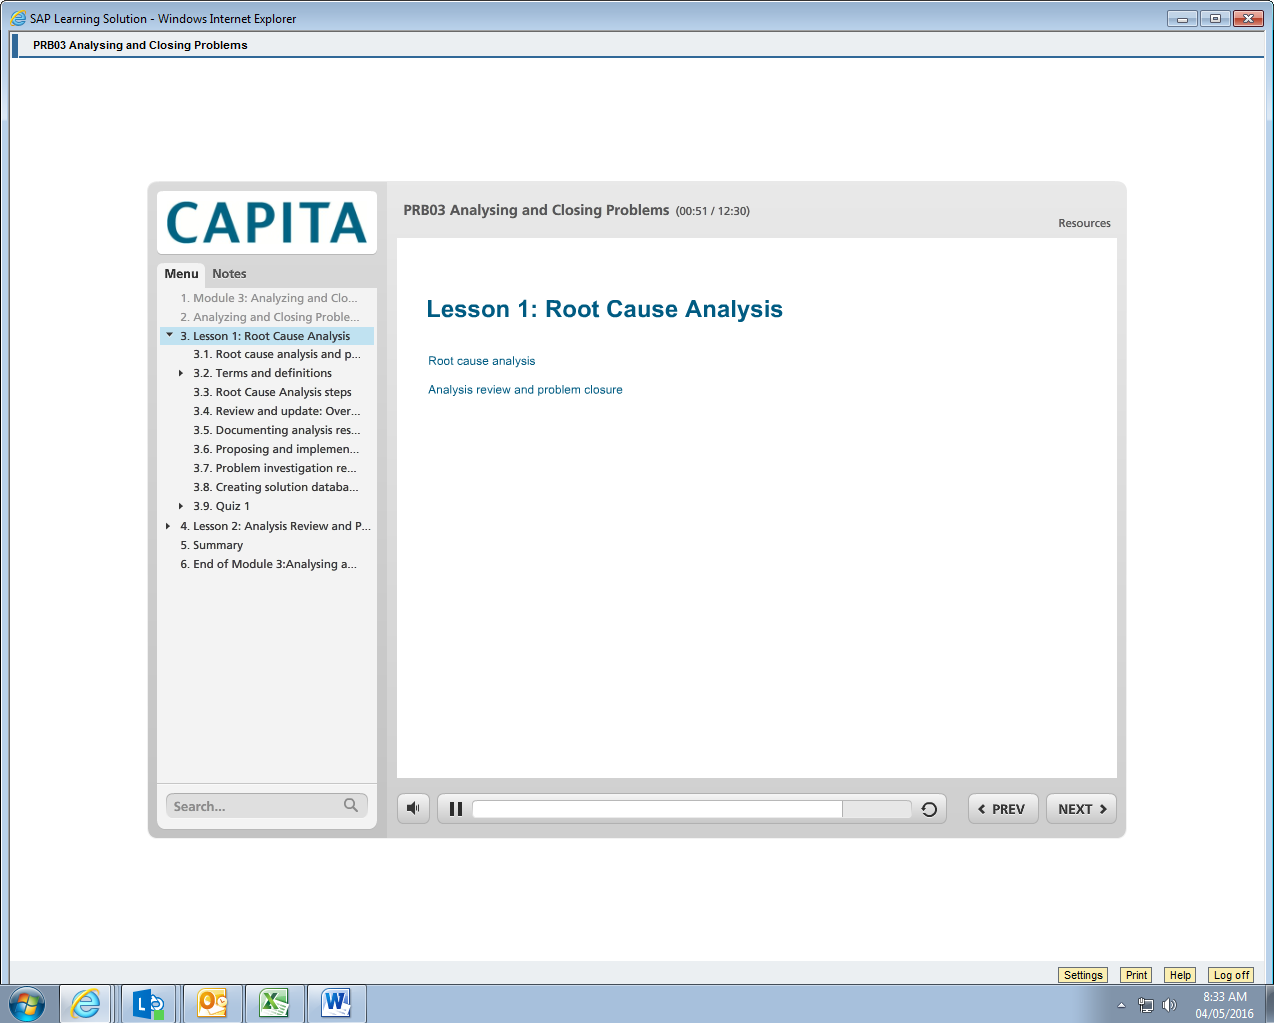 SAP Learning Solution - Windows Internet Explorer
PRB03 Analysing and Closing Problems
CAPITA
PRB03 Analysing and Closing Problems (00:51 / 12:30)
Resources
Menu Notes
1. Module 3: Analyzing and Clo...
2. Analyzing and Closing Proble...
3. Lesson 1: Root Cause Analysis
3.1. Root cause analysis and p...
3.2. Terms and definitions
3.3. Root Cause Analysis steps
3.4. Review and update: Over...
3.5. Documenting analysis res...
3.6. Proposing and implemen...
3.7. Problem investigation re...
3.8. Creating solution databa...
3.9. Quiz 1
4. Lesson 2: Analysis Review and P...
5. Summary
6. End of Module 3:Analysing a...
Search...
Lesson 1: Root Cause Analysis
Root cause analysis
Analysis review and problem closure
PREV
NEXT
Settings Print Help Log off
8:33 AM
04/05/2016